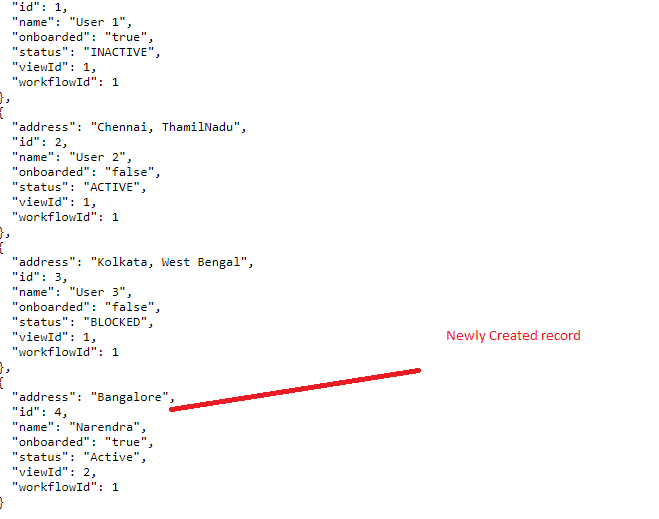 "id": 1,
"name": "User 1",
"onboarded": "true",
"status": "INACTIVE",
"viewId": 1,
"workflowId": 1
},
{
"address": "Chennai, ThamilNadu",
"id": 2,
"name": "User 2",
"onboarded": "false",
"status": "ACTIVE",
"viewId": 1,
"workflowId": 1
},
{
"address": "Kolkata, West Bengal",
"id": 3,
"name": "User 3",
"onboarded": "false",
"status": "BLOCKED",
"viewId": 1,
"workflowId": 1
},
{
"address": "Bangalore",
"id": 4,
"name": "Narendra",
"onboarded": "true",
"status": "Active",
"viewId": 2,
"workflowId": 1
}
Newly Created record